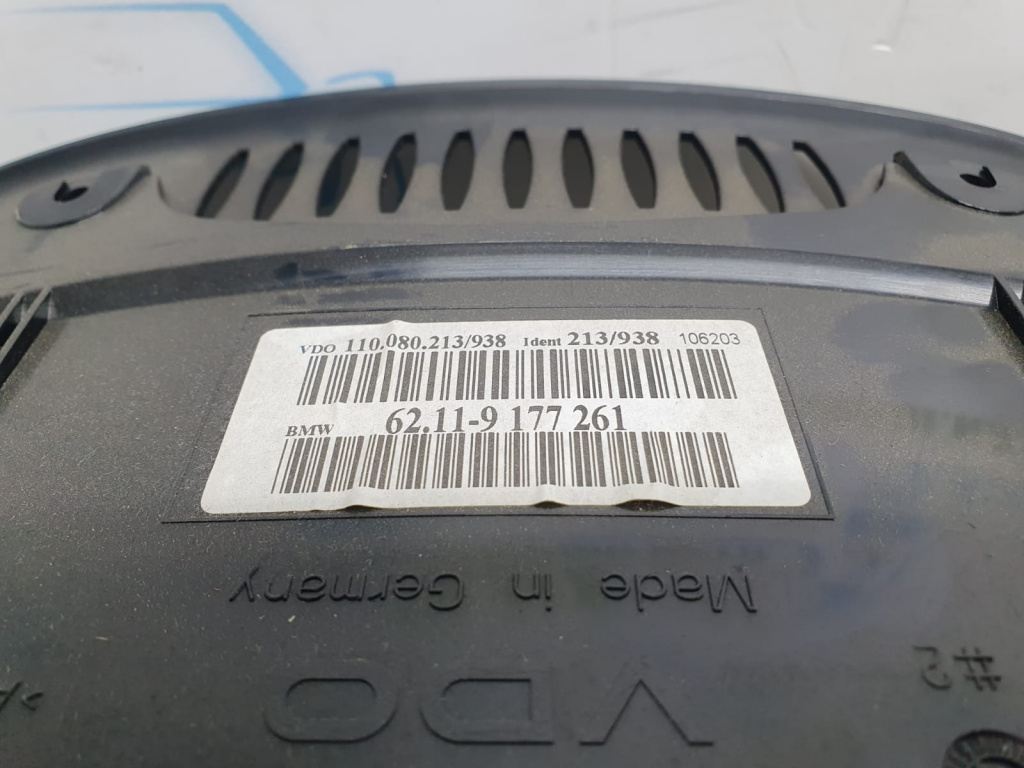 VDO 110.080.213/938 Ident 213/938 106203
BMW 62.11-9 177 261
Made in Germany
VDO
#2